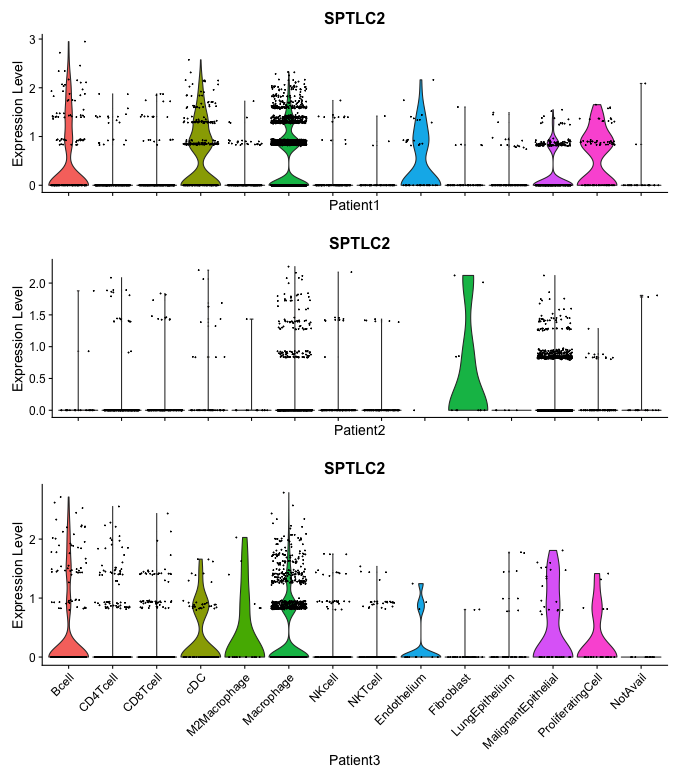 SPTLC2
Expression Level
3
2
1
0
Patient1
SPTLC2
Expression Level
2.0
1.5
1.0
0.5
0.0
Patient2
SPTLC2
Expression Level
2
1
0
Bcell
CD4Tcell
CD8Tcell
cDC
M2Macrophage
Macrophage
NKcell
NKTcell
Endothelium
Fibroblast
LungEpithelium
MalignantEpithelial
ProliferatingCell
NotAvail
Patient3